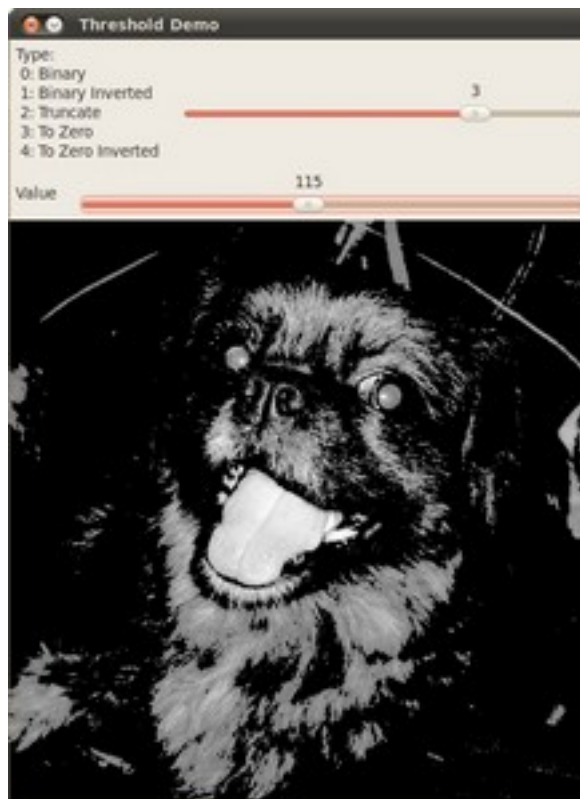 Threshold Demo
Type:
0: Binary
1: Binary Inverted
2: Truncate
3: To Zero
4: To Zero Inverted
3
Value
115